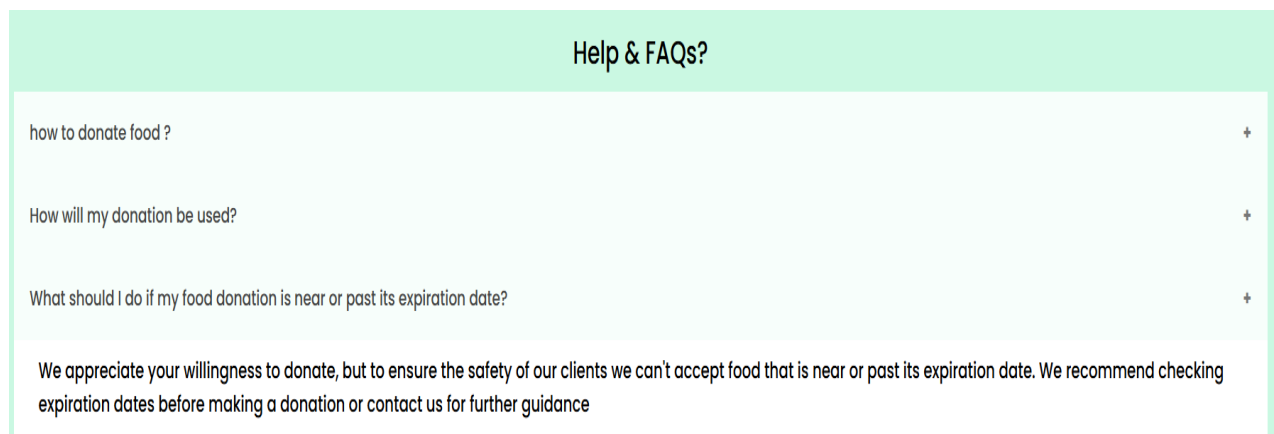 Help & FAQs?
how to donate food ?
+
How will my donation be used?
+
What should I do if my food donation is near or past its expiration date?
+
We appreciate your willingness to donate, but to ensure the safety of our clients we can't accept food that is near or past its expiration date. We recommend checking
expiration dates before making a donation or contact us for further guidance